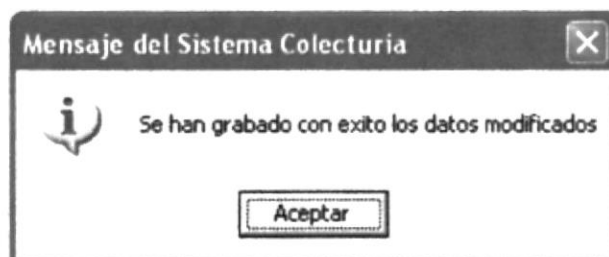 Mensaje del Sistema Colecturia
Se han grabado con exito los datos modificados
Aceptar